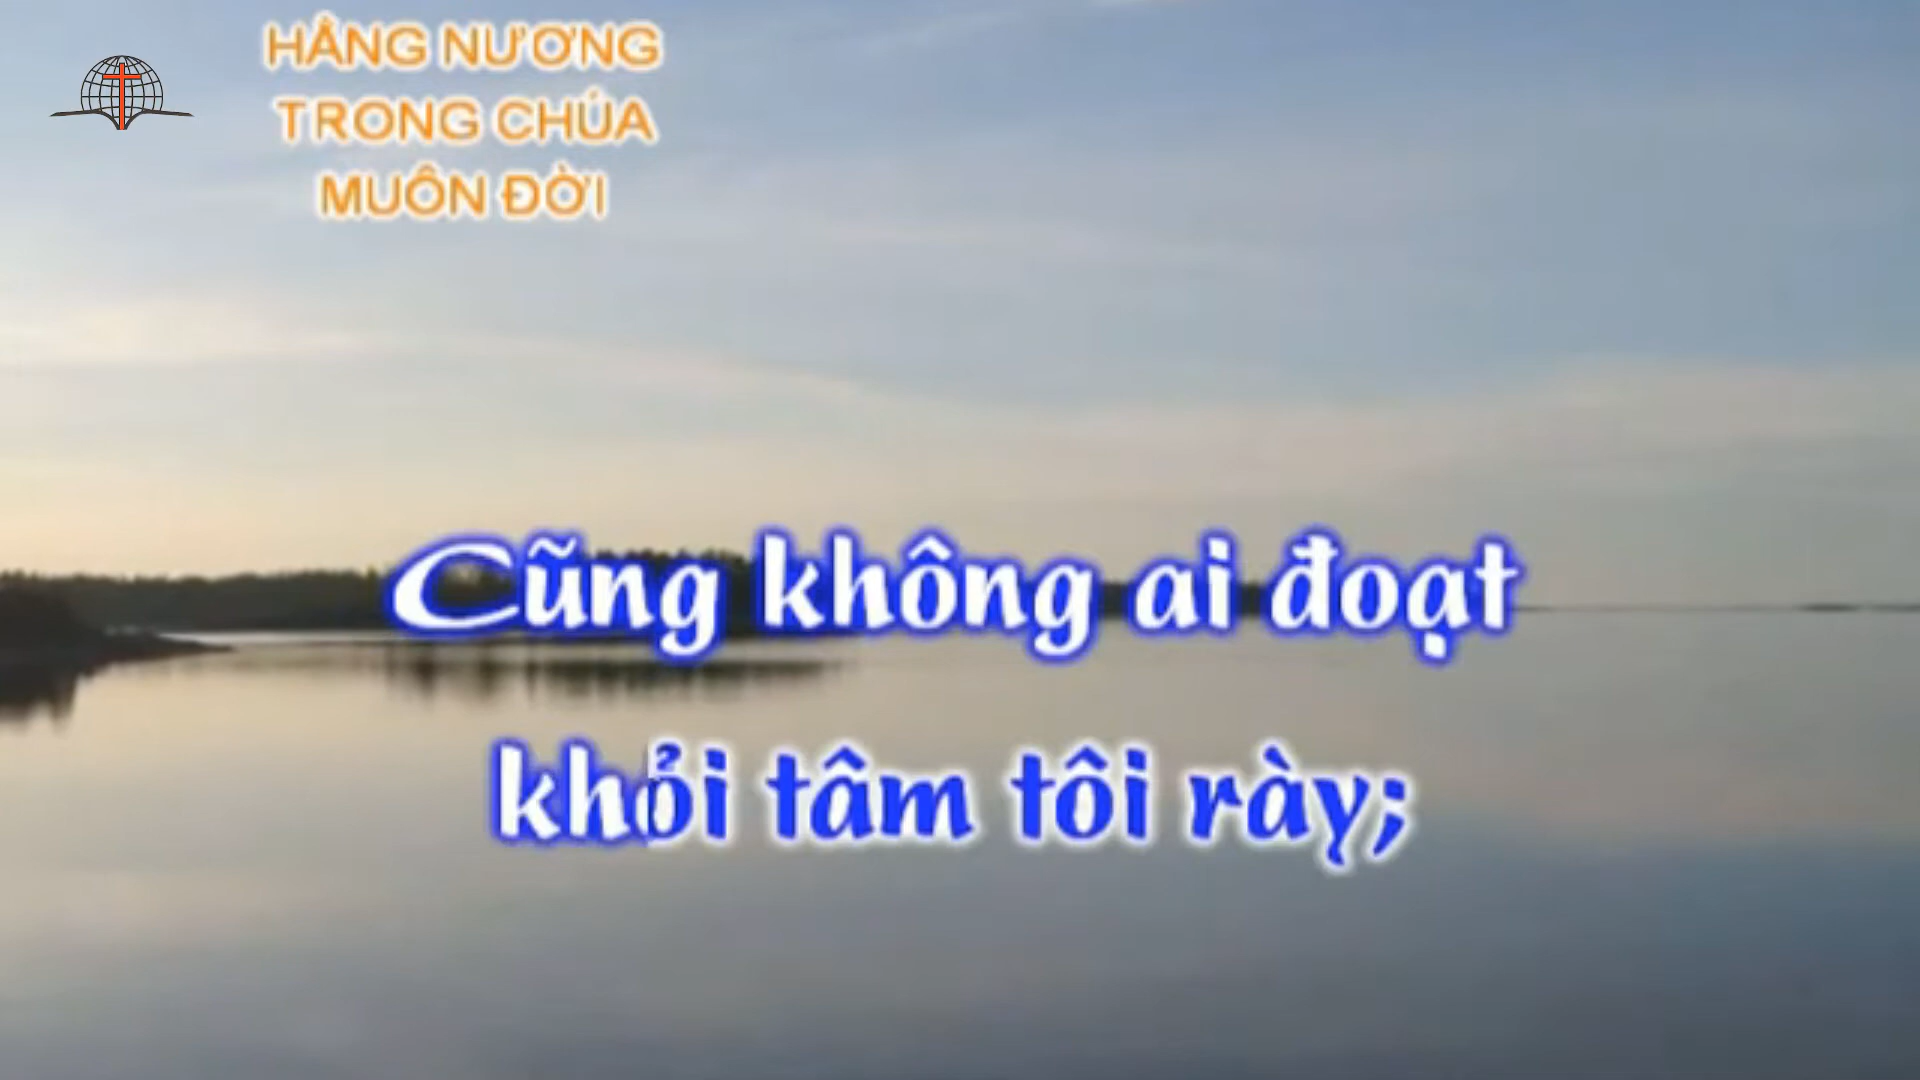 HẰNG NƯƠNG
TRONG CHÚA
MUÔN ĐỜI
Cũng không ai đoạt
khỏi tâm tôi rày;